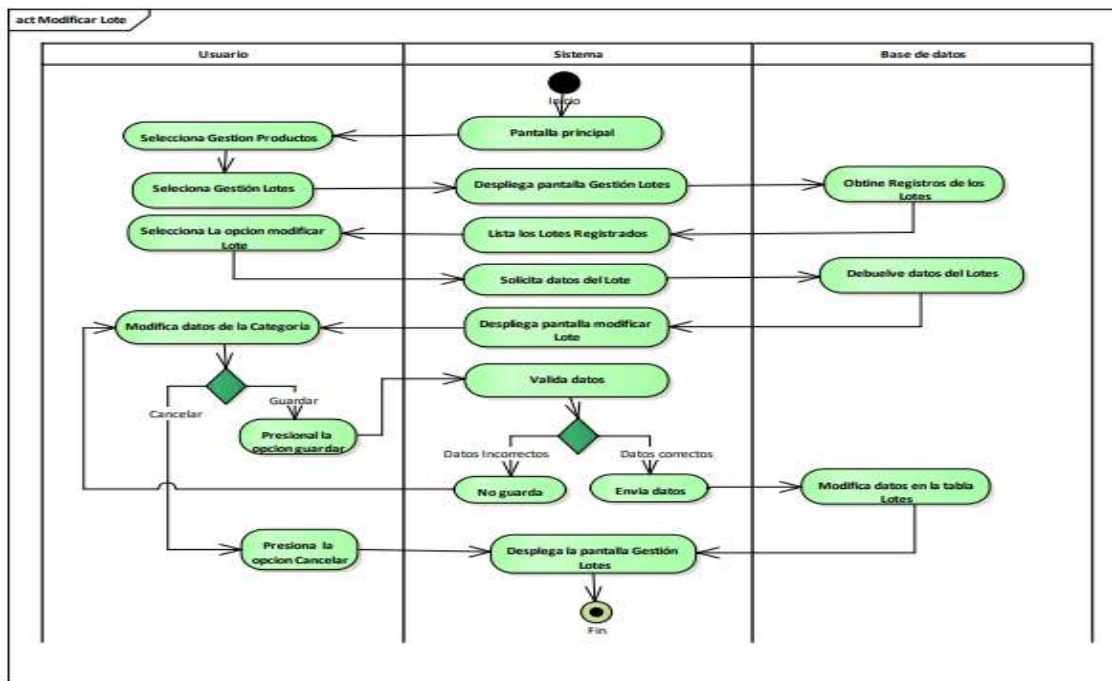 act Modificar Lote
Usuario
Sistema
Base de datos
Inicio
Pantalla principal
Selecciona Gestion Productos
Seleciona Gestión Lotes
Despliega pantalla Gestión Lotes
Obtine Registros de los
Lotes
Selecciona La opcion modificar
Lote
Lista los Lotes Registrados
Solicita datos del Lote
Debuelve datos del Lotes
Modifica datos de la Categoría
Despliega pantalla modificar
Lote
Valida datos
Cancelar
Guardar
Presional la
opcion guardar
Datos Incorrectos
Datos correctos
No guarda
Envia datos
Modifica datos en la tabla
Lotes
Presiona la
opcion Cancelar
Desplega la pantalla Gestión
Lotes
Fin